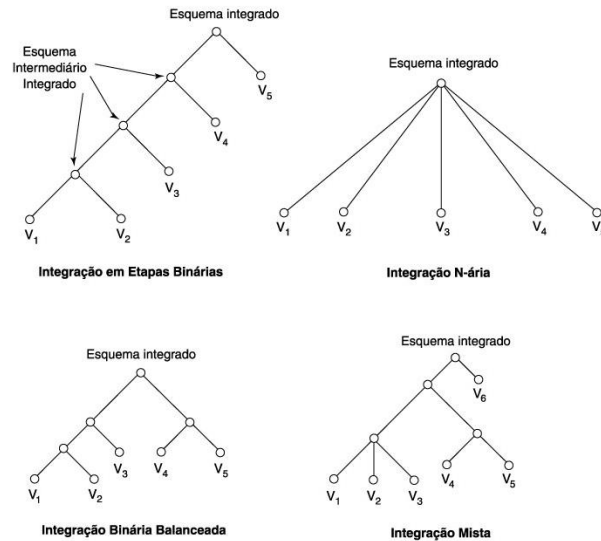 Esquema integrado
Esquema
Intermediário
Integrado
V5
V4
V3
V1
V2
Integração em Etapas Binárias
Esquema integrado
V1
V2
V3
V4
Integração N-ária
Esquema integrado
V3
V4
V5
V1
V2
Integração Binária Balanceada
Esquema integrado
V6
V4
V5
V1
V2
V3
Integração Mista